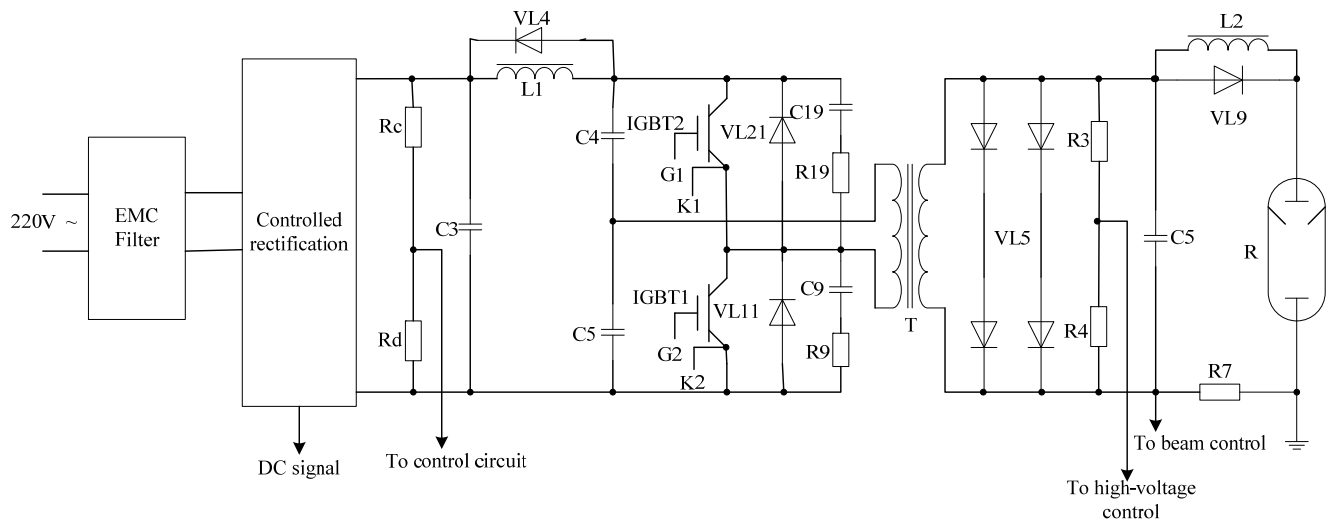 VL4
L1
L2
VL9
220V ~
EMC
Filter
Controlled
rectification
DC signal
Rc
Rd
To control circuit
C3
C4
C5
IGBT2
G1
K1
VL21
C19
R19
IGBT1
G2
K2
VL11
C9
R9
T
VL5
R3
R4
C5
R
R7
To beam control
To high-voltage
control